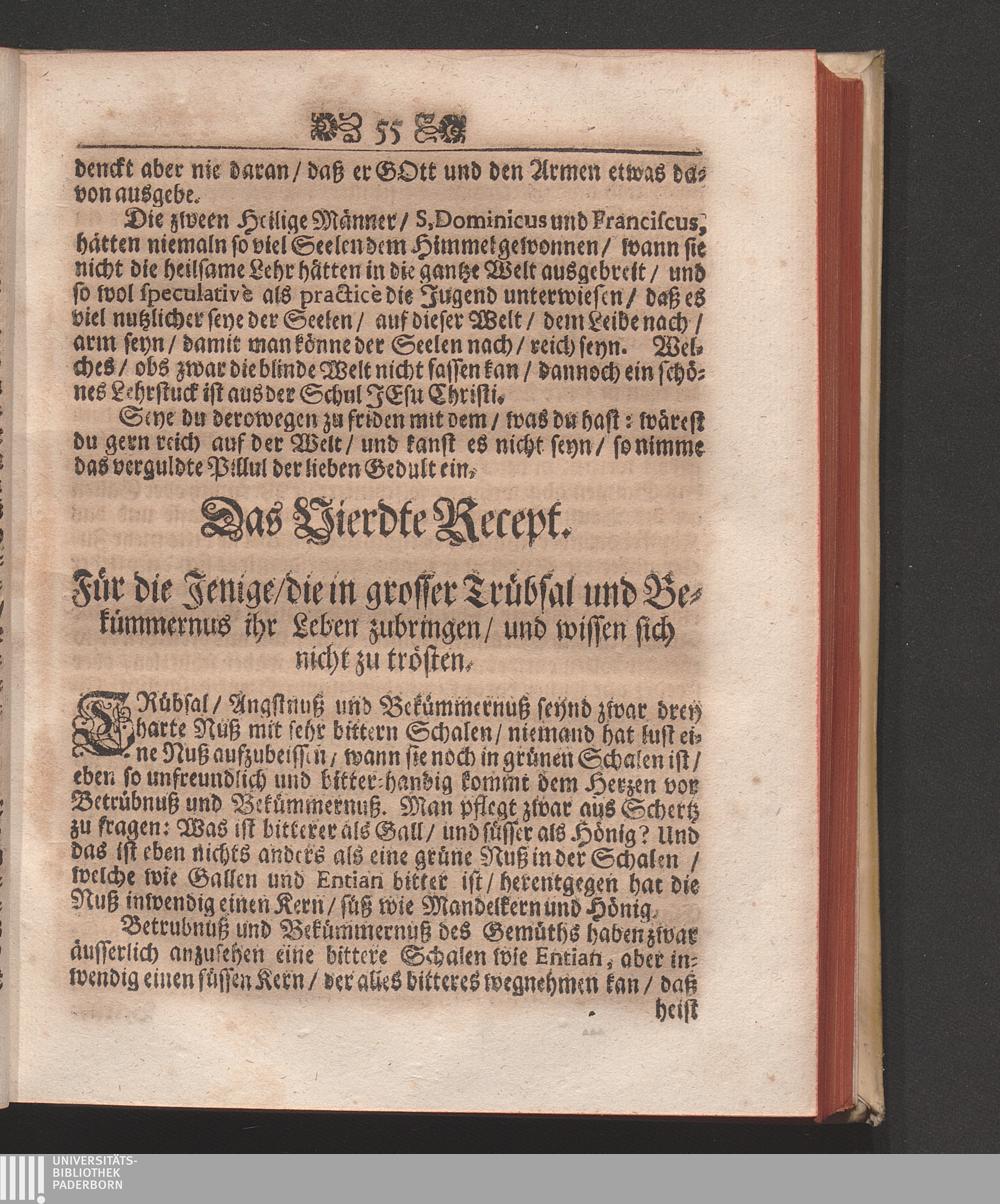 55
denckt aber nie daran / daß er GOtt und den Armen etwas da-
von ausgebe.
Die zween Heilige Männer / S, Dominicus und Franciscus,
hätten niemaln so viel Seelen dem Himmel gewonnen / wann sie
nicht die heilsame Lehr hätten in die gantze Welt ausgebreit / und
so wol speculativè als practicè die Jugend unterwiesen / daß es
viel nutzlicher seye der Seelen / auf dieser Welt / dem Leibe nach /
arm seyn / damit man könne der Seelen nach / reich seyn. Wel-
ches / obs zwar die blinde Welt nicht fassen kan / dannoch ein schö-
nes Lehrstuck ist aus der Schul JEsu Christi.
Seye du derowegen zu friden mit dem / was du hast: wärest
du gern reich auf der Welt / und kanst es nicht seyn / so nimme
das verguldte Pillul der lieben Gedult ein.
Das Vierdte Recept.
Für die Jenige/die in grosser Trübsal und Be-
kümmernus ihr Leben zubringen / und wissen sich
nicht zu trösten.
TRübsal / Angstnuß und Bekümmernuß seynd zwar drey
harte Nuß mit sehr bittern Schalen / niemand hat lust ei-
ne Nuß aufzubeissen / wann sie noch in grünen Schalen ist /
eben so unfreundlich und bitter-handig kommt dem Herzen vor
Betrübnuß und Bekümmernuß. Man pflegt zwar aus Schertz
zu fragen: Was ist bitterer als Gall / und süsser als Hönig? Und
das ist eben nichts anders als eine grüne Nuß in der Schalen /
welche wie Gallen und Entian bitter ist / herentgegen hat die
Nuß inwendig einen Kern / süß wie Mandelkern und Hönig.
Betrubnuß und Bekümmernuß des Gemüths haben zwar
äusserlich anzusehen eine bittere Schalen wie Entian, aber in-
wendig einen süssen Kern / der alles bitteres wegnehmen kan / daß
heist
UNIVERSITÄTS-
BIBLIOTHEK
PADERBORN